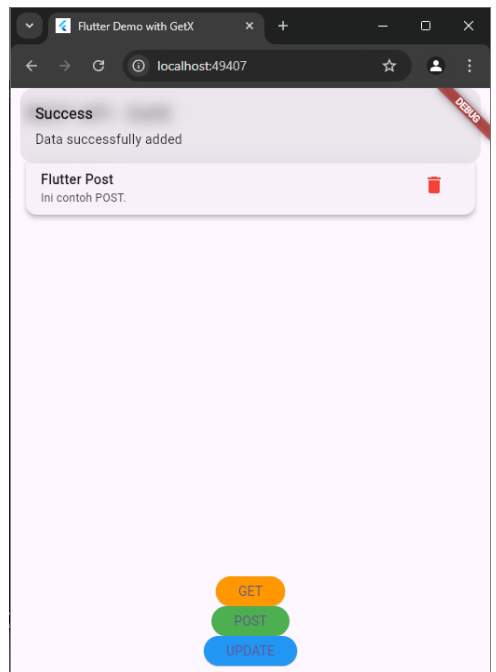 Flutter Demo with GetX
localhost:49407
DEBUG
Success
Data successfully added
Flutter Post
Ini contoh POST.
GET
POST
UPDATE